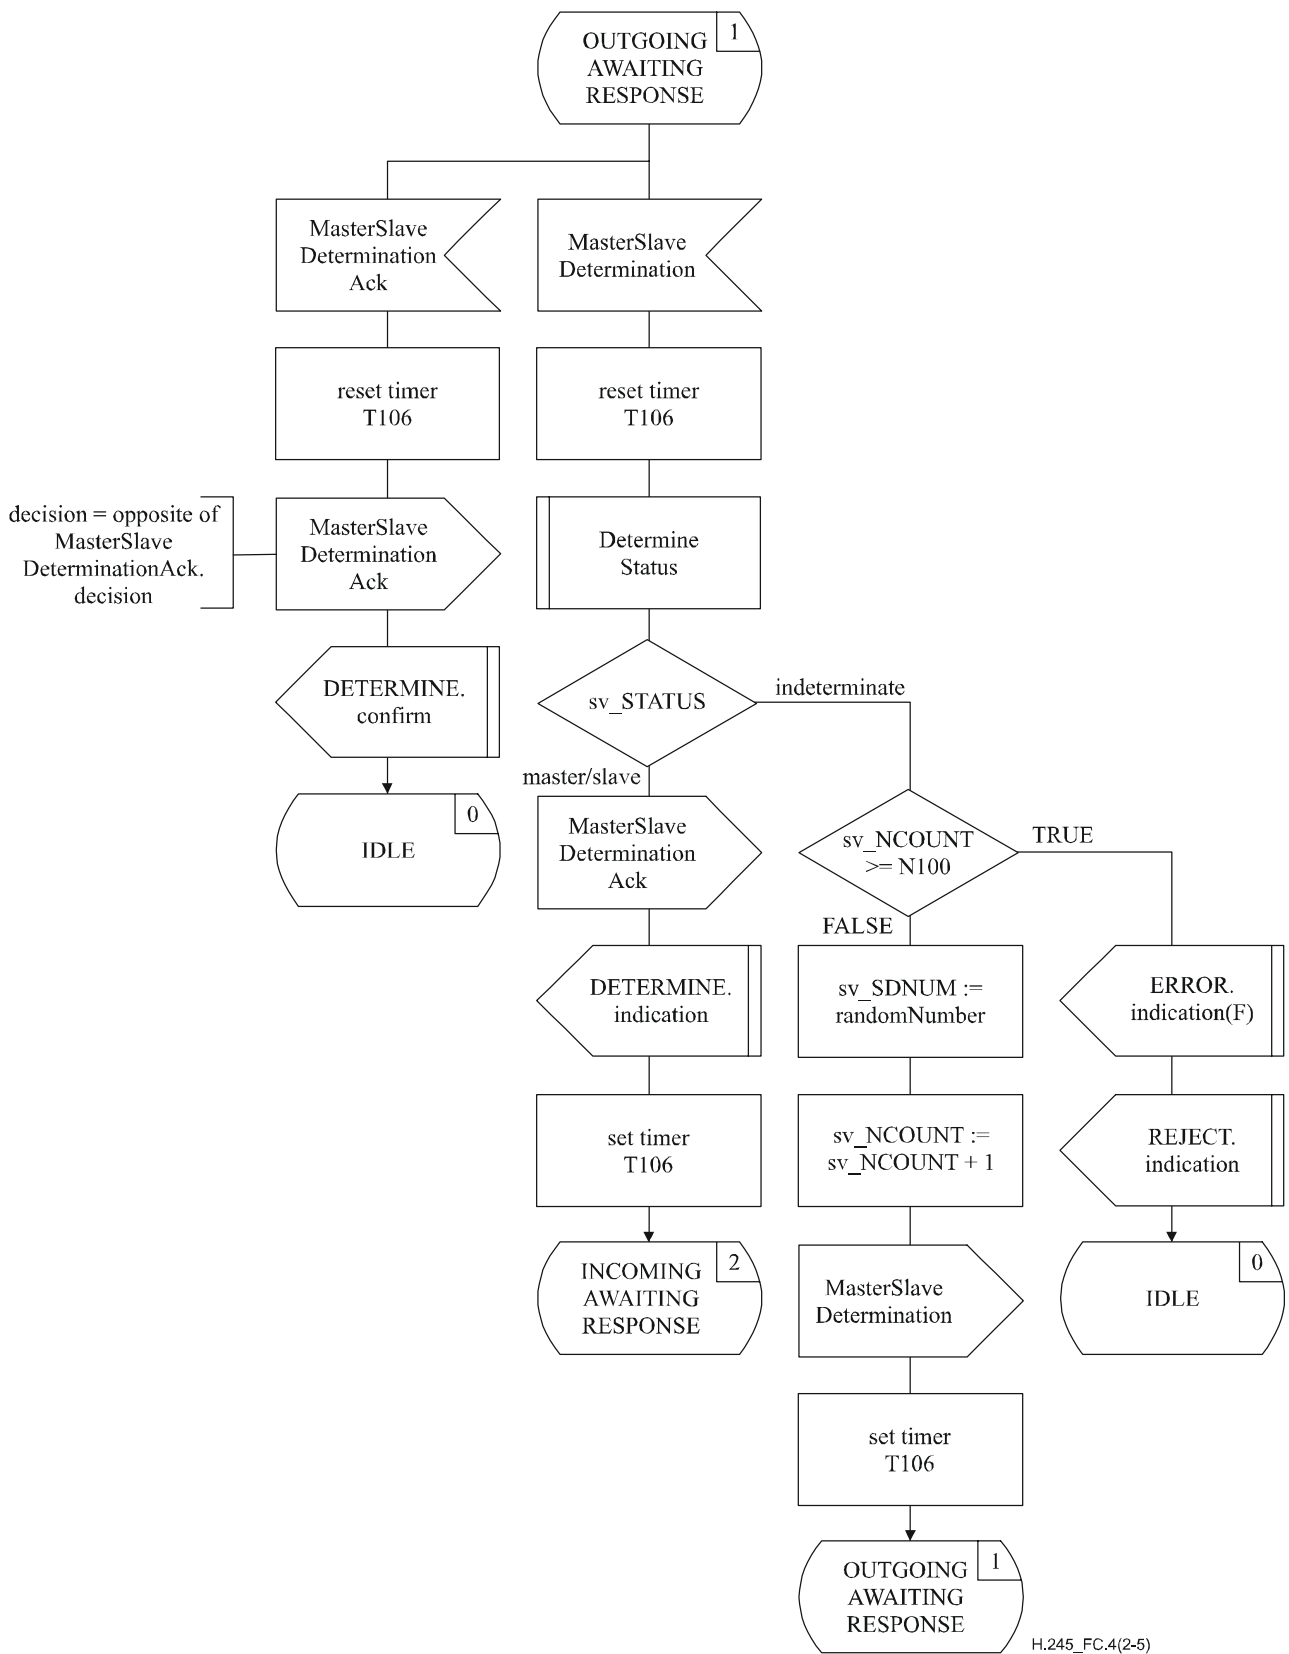 OUTGOING
AWAITING
RESPONSE
1
MasterSlave
Determination
Ack
MasterSlave
Determination
reset timer
T106
reset timer
T106
decision = opposite of
MasterSlave
DeterminationAck.
decision
MasterSlave
Determination
Ack
Determine
Status
DETERMINE.
confirm
sv_STATUS
indeterminate
master/slave
IDLE
0
MasterSlave
Determination
Ack
sv_NCOUNT
>= N100
TRUE
FALSE
DETERMINE.
indication
sv_SDNUM :=
randomNumber
ERROR.
indication(F)
set timer
T106
sv_NCOUNT :=
sv_NCOUNT + 1
REJECT.
indication
INCOMING
AWAITING
RESPONSE
2
MasterSlave
Determination
IDLE
0
set timer
T106
OUTGOING
AWAITING
RESPONSE
1
H.245_FC.4(2-5)